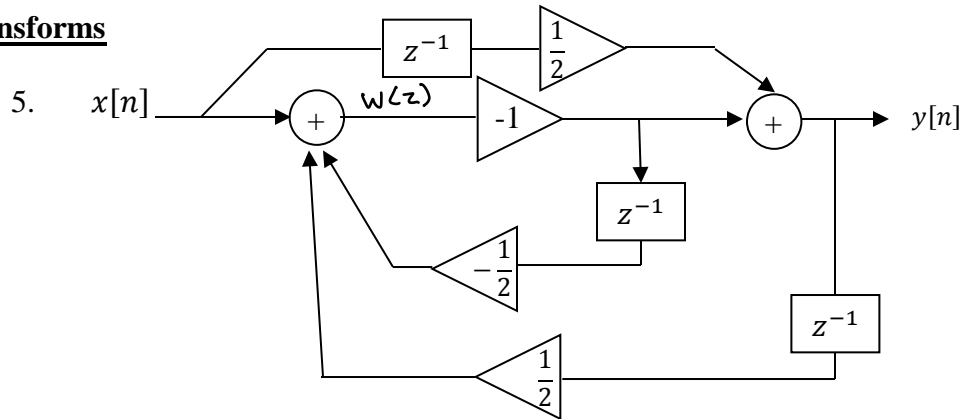 nsforms
z⁻¹
1/2
5. x[n]
+
W(z)
-1
+
y[n]
z⁻¹
-1/2
z⁻¹
1/2